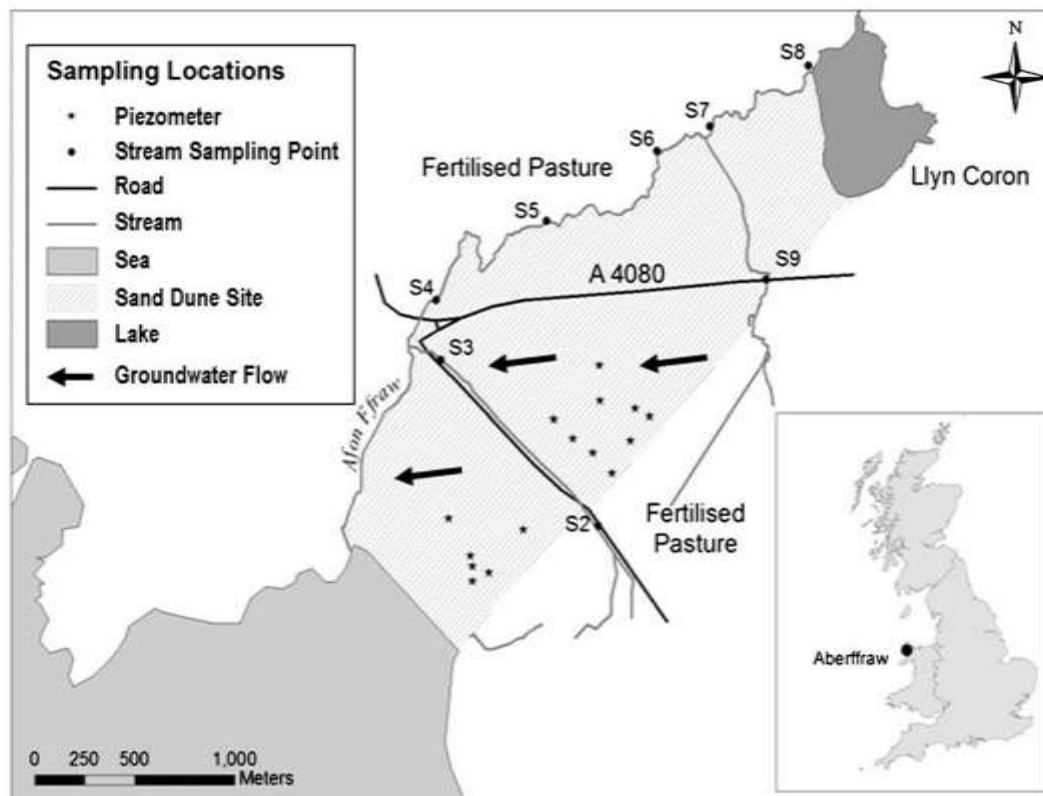 Sampling Locations
Piezometer
Stream Sampling Point
Road
Stream
Sea
Sand Dune Site
Lake
Groundwater Flow
N
S8
S7
S6
Fertilised Pasture
Llyn Coron
S5
A 4080
S9
S4
S3
Afon Ffraw
S2
Fertilised
Pasture
Aberffraw
0 250 500 1,000
Meters